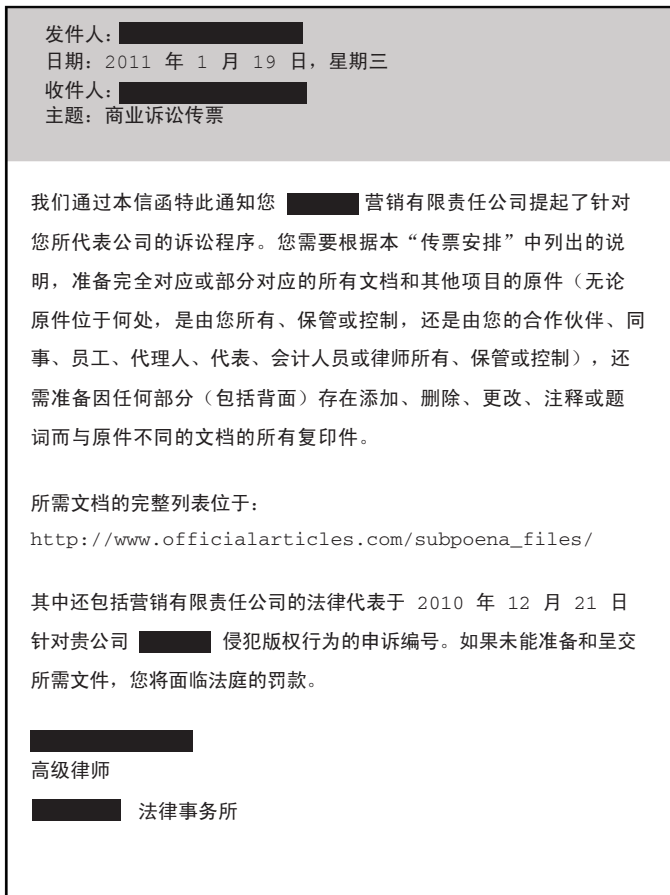 发件人：
日期：2011 年 1 月 19 日，星期三
收件人：
主题：商业诉讼传票
我们通过本信函特此通知您 营销有限责任公司提起了针对
您所代表公司的诉讼程序。您需要根据本“传票安排”中列出的说
明，准备完全对应或部分对应的所有文档和其他项目的原件（无论
原件位于何处，是由您所有、保管或控制，还是由您的合作伙伴、同
事、员工、代理人、代表、会计人员或律师所有、保管或控制），还
需准备因任何部分（包括背面）存在添加、删除、更改、注释或题
词而与原件不同的文档的所有复印件。
所需文档的完整列表位于：
http://www.officialarticles.com/subpoena_files/
其中还包括营销有限责任公司的法律代表于 2010 年 12 月 21 日
针对贵公司 侵犯版权行为的申诉编号。如果未能准备和呈交
所需文件，您将面临法庭的罚款。
高级律师
法律事务所